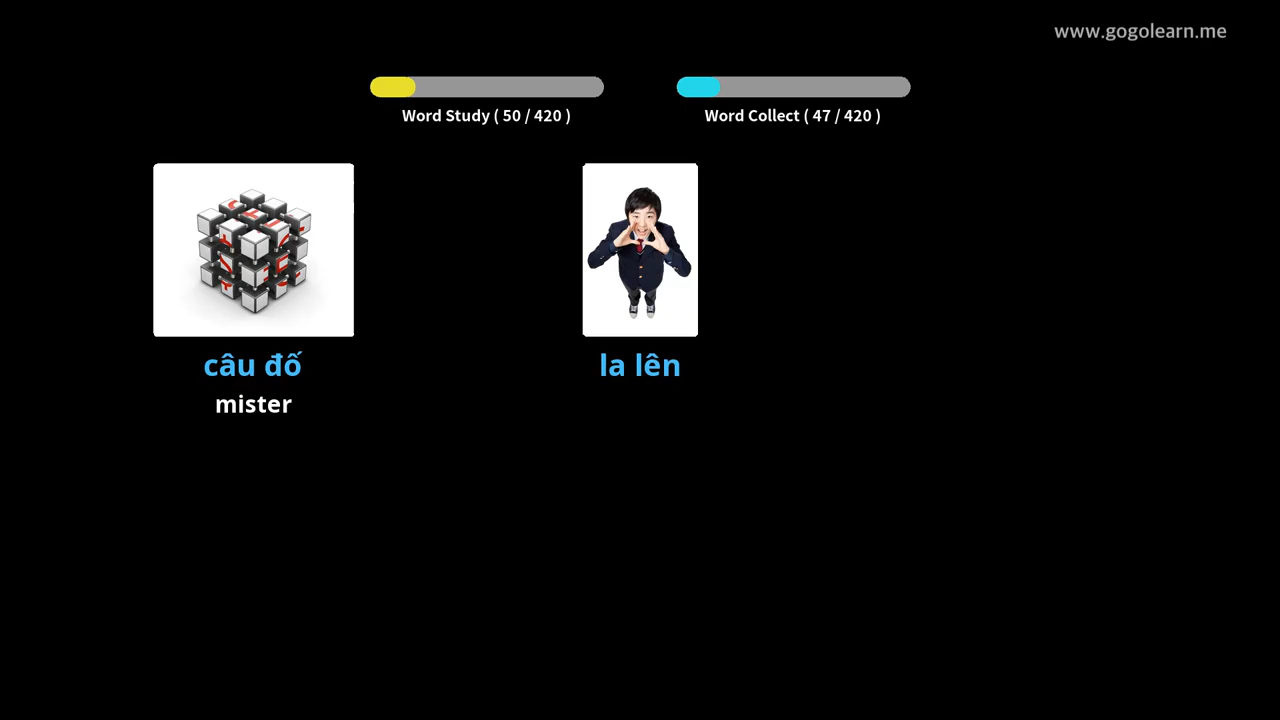 www.gogolearn.me
Word Study ( 50 / 420 )
Word Collect ( 47 / 420 )
câu đố
mister
la lên